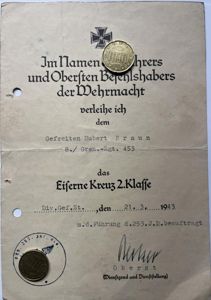 Im Namen Führers
und Obersten Befehlshabers
der Wehrmacht
verleihe ich
dem
Gefreiten Hubert Braun
8./ Gren.-Rgt. 453
das
Eiserne Kreuz 2.Klasse
Div.Gef.St. ,den 21.3. 1943
m.d.Führung d.253.J.D.beauftragt
Oberst
(Dienstgrad und Dienststellung)